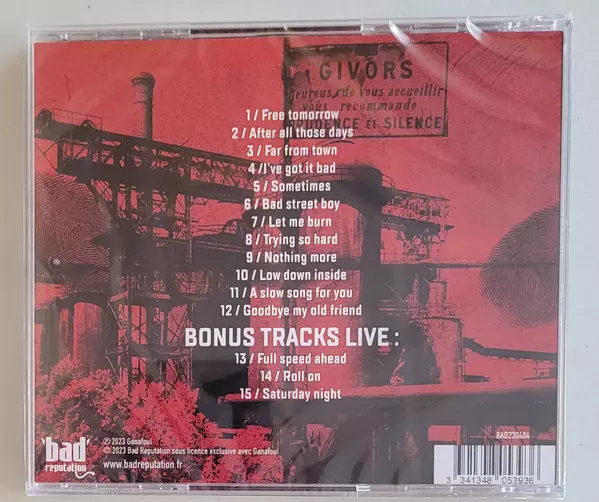 GIVORS
heureux de vous accueillir
vous recommande
PRUDENCE et SILENCE
1 / Free tomorrow
2 / After all those days
3 / Far from town
4 / I've got it bad
5 / Sometimes
6 / Bad street boy
7 / Let me burn
8 / Trying so hard
9 / Nothing more
10 / Low down inside
11 / A slow song for you
12 / Goodbye my old friend
BONUS TRACKS LIVE :
13 / Full speed ahead
14 / Roll on
15 / Saturday night
bad
reputation
℗ 2023 Ganafoul
© 2023 Bad Reputation sous licence exclusive avec Ganafoul
www.badreputation.fr
BAD230404
3 341348 053936